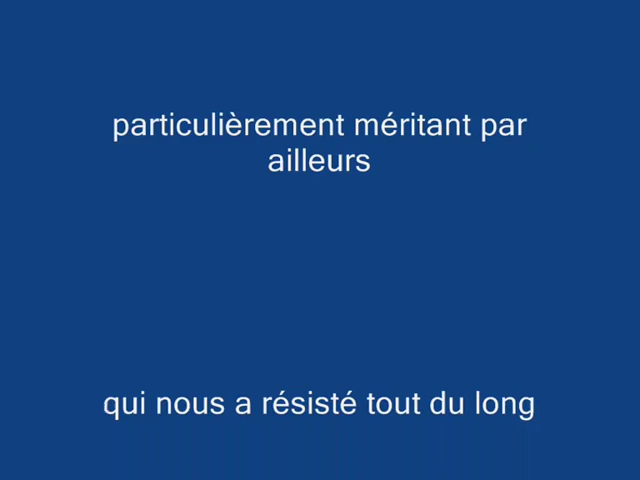 particulièrement méritant par
ailleurs
qui nous a résisté tout du long